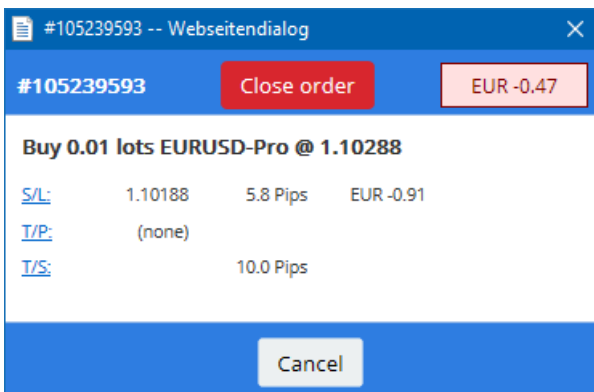 #105239593 -- Webseitendialog
#105239593 Close order EUR -0.47
Buy 0.01 lots EURUSD-Pro @ 1.10288
S/L: 1.10188 5.8 Pips EUR -0.91
T/P: (none)
T/S: 10.0 Pips
Cancel